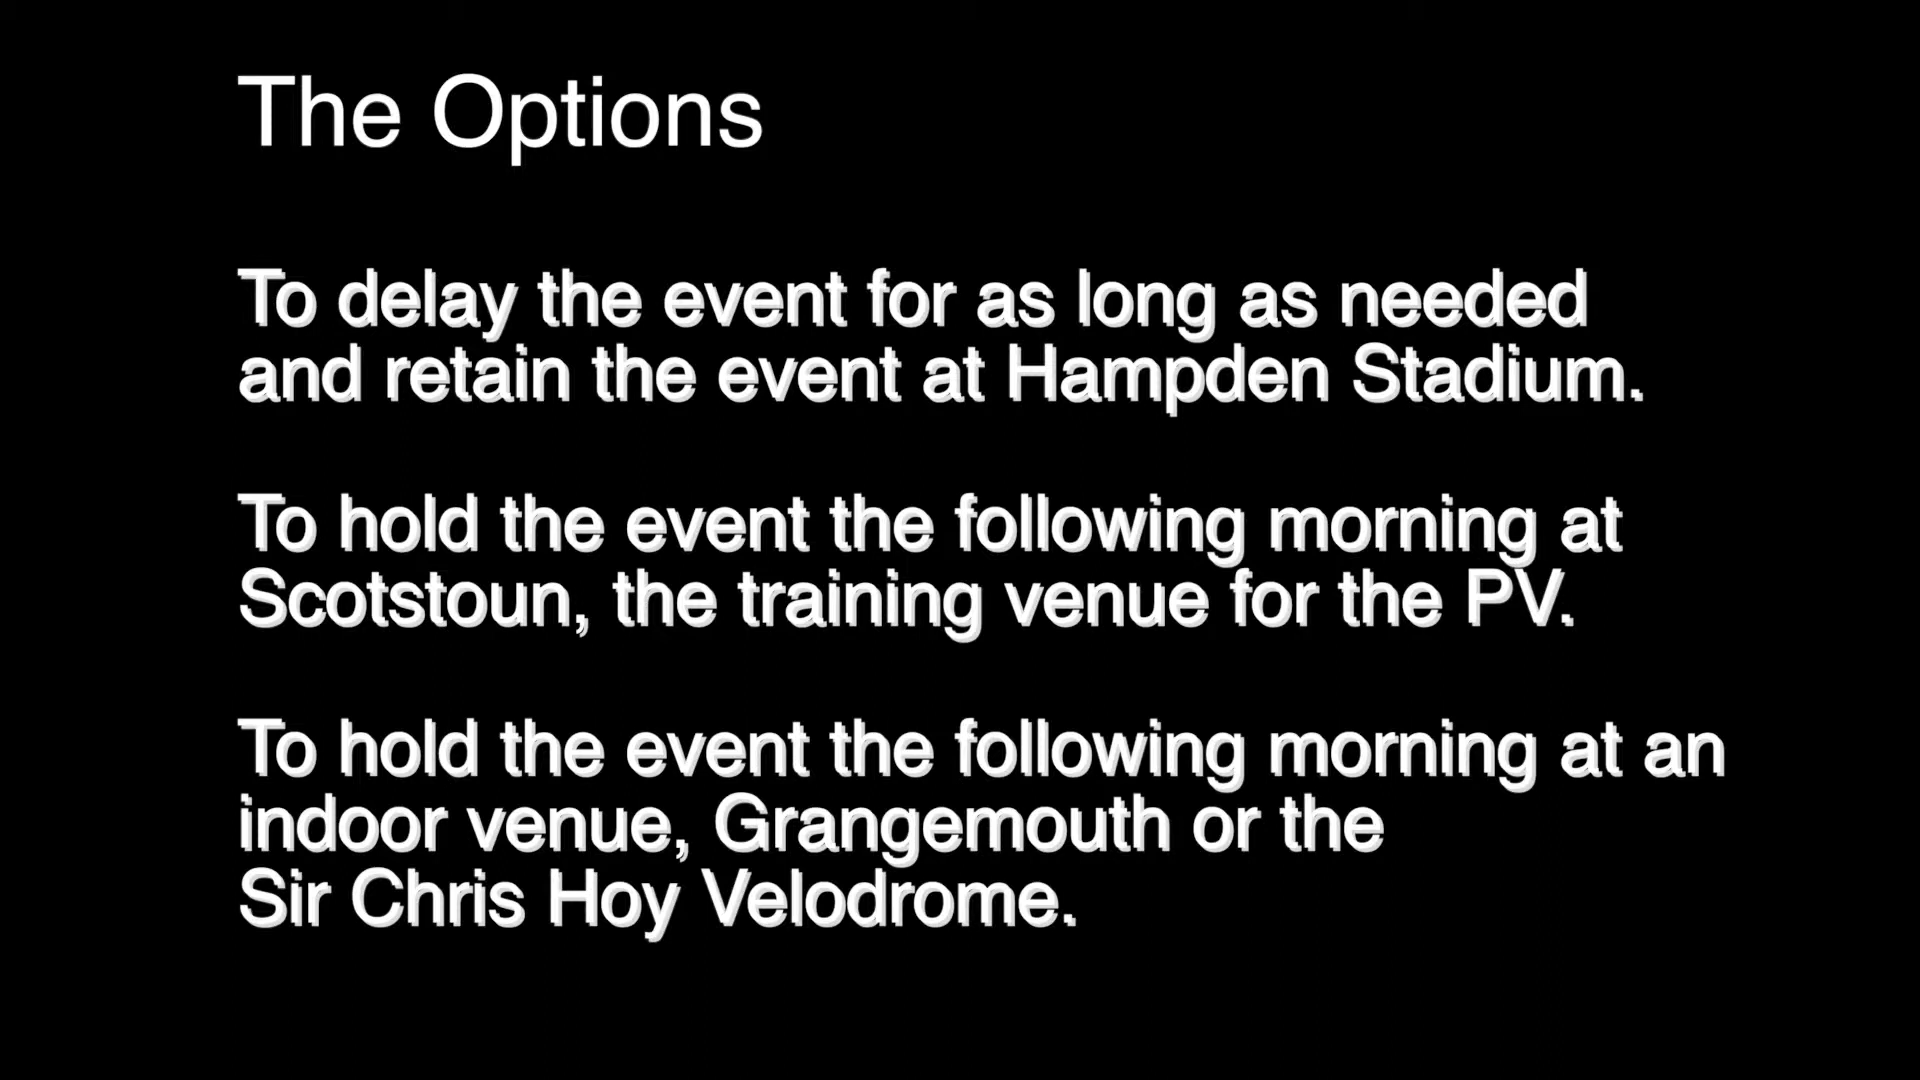 The Options
To delay the event for as long as needed
and retain the event at Hampden Stadium.
To hold the event the following morning at
Scotstoun, the training venue for the PV.
To hold the event the following morning at an
indoor venue, Grangemouth or the
Sir Chris Hoy Velodrome.